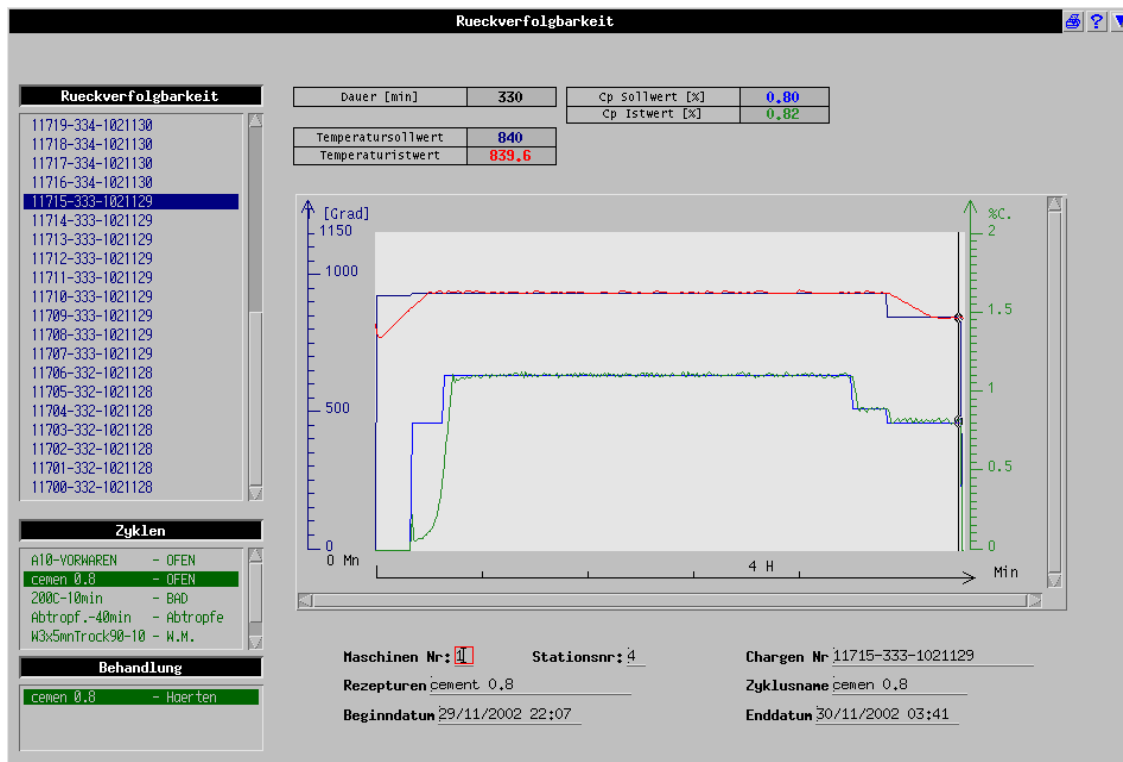 Rueckverfolgbarkeit
?
Rueckverfolgbarkeit
11719-334-1021130
11718-334-1021130
11717-334-1021130
11716-334-1021130
11715-333-1021129
11714-333-1021129
11713-333-1021129
11712-333-1021129
11711-333-1021129
11710-333-1021129
11709-333-1021129
11708-333-1021129
11707-333-1021129
11706-332-1021128
11705-332-1021128
11704-332-1021128
11703-332-1021128
11702-332-1021128
11701-332-1021128
11700-332-1021128
Zyklen
A10-VORWAREN - OFEN
cemen 0.8 - OFEN
200C-10min - BAD
Abtropf.-40min - Abtropfe
W3x5mnTrock90-10 - W.M.
Behandlung
cemen 0.8 - Haerten
Dauer [min] 330
Cp Sollwert [%] 0.80
Cp Istwert [%] 0.82
Temperatursollwert 840
Temperaturistwert 839.6
[Grad]
1150
1000
500
0
%C.
2
1.5
1
0.5
0
0 Mn
4 H
Min
Maschinen Nr: 1
Stationsnr: 4
Chargen Nr 11715-333-1021129
Rezepturen cement 0.8
Zyklusname cemen 0.8
Beginndatum 29/11/2002 22:07
Enddatum 30/11/2002 03:41